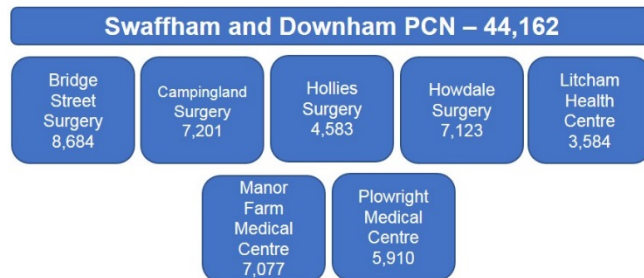 Swaffham and Downham PCN – 44,162
Bridge
Street
Surgery
8,684
Campingland
Surgery
7,201
Hollies
Surgery
4,583
Howdale
Surgery
7,123
Litcham
Health
Centre
3,584
Manor
Farm
Medical
Centre
7,077
Plowright
Medical
Centre
5,910